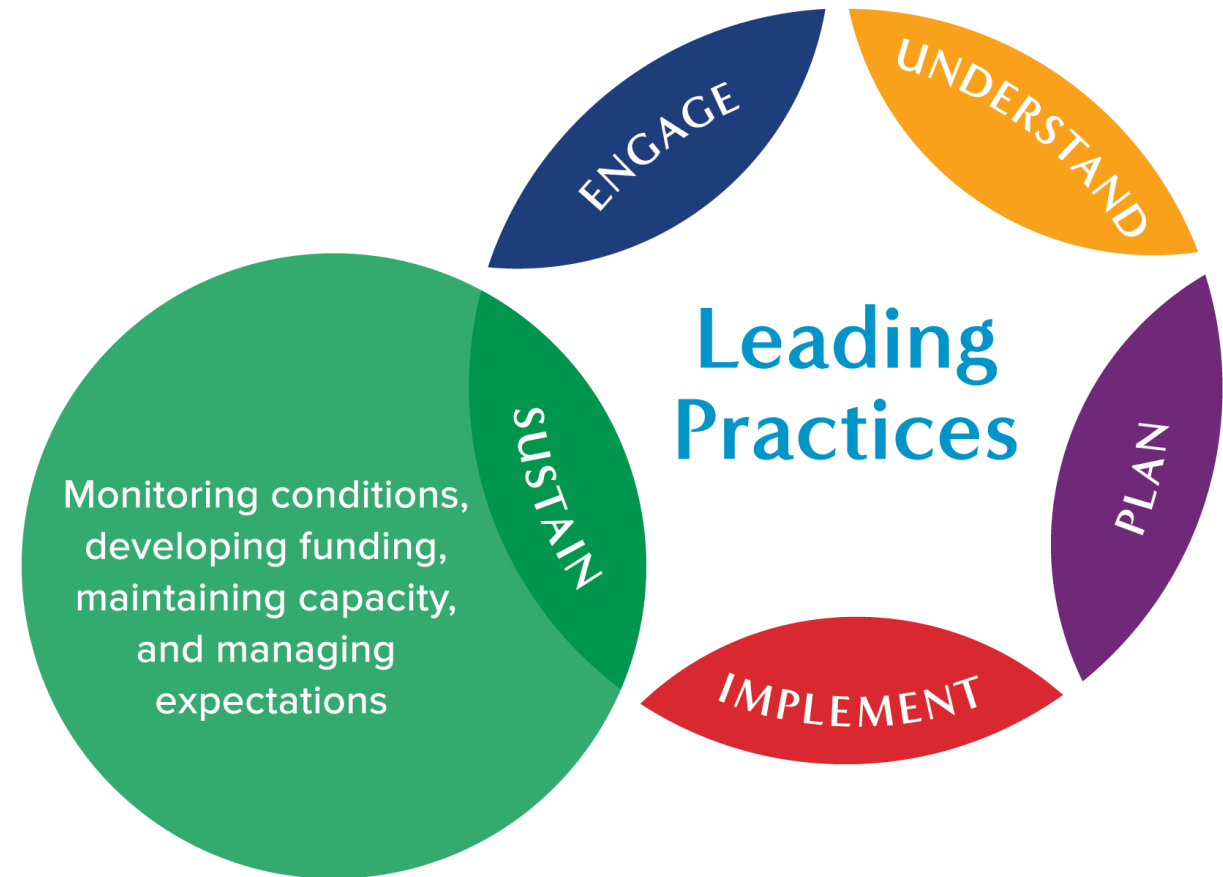 ENGAGE
UNDERSTAND
Leading
Practices
PLAN
IMPLEMENT
SUSTAIN
Monitoring conditions,
developing funding,
maintaining capacity,
and managing
expectations